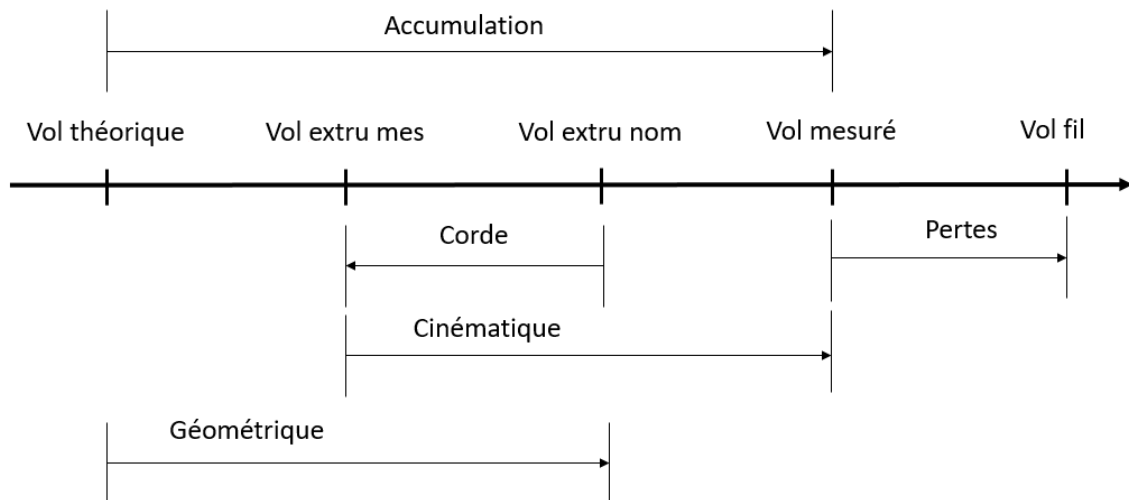 Accumulation
Vol théorique
Vol extru mes
Vol extru nom
Vol mesuré
Vol fil
Corde
Pertes
Cinématique
Géométrique